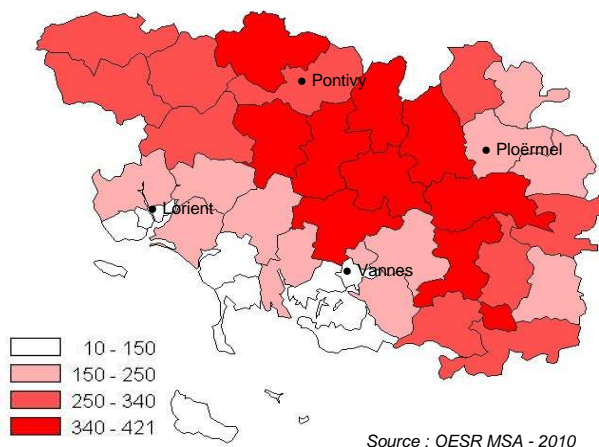 Pontivy
Ploërmel
Lorient
Vannes
10 - 150
150 - 250
250 - 340
340 - 421
Source : OESR MSA - 2010